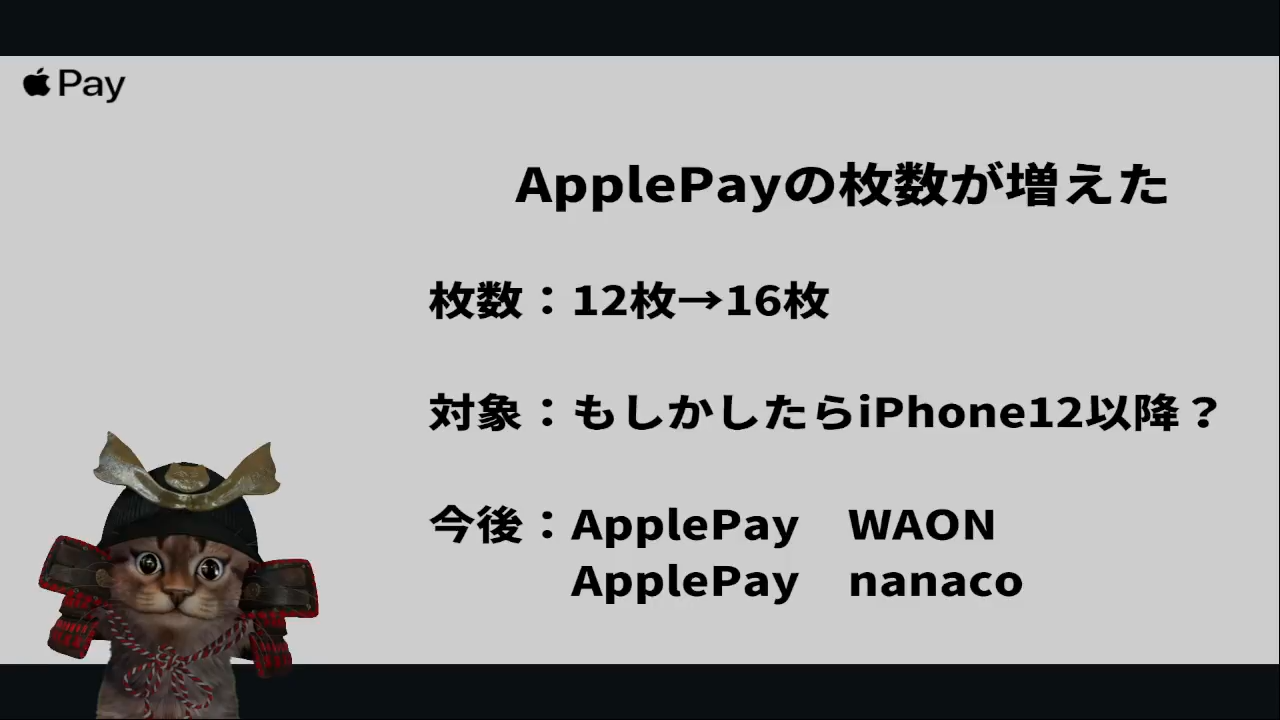 Pay
ApplePayの枚数が増えた
枚数：12枚→16枚
対象：もしかしたらiPhone12以降？
今後：ApplePay　WAON
ApplePay　nanaco